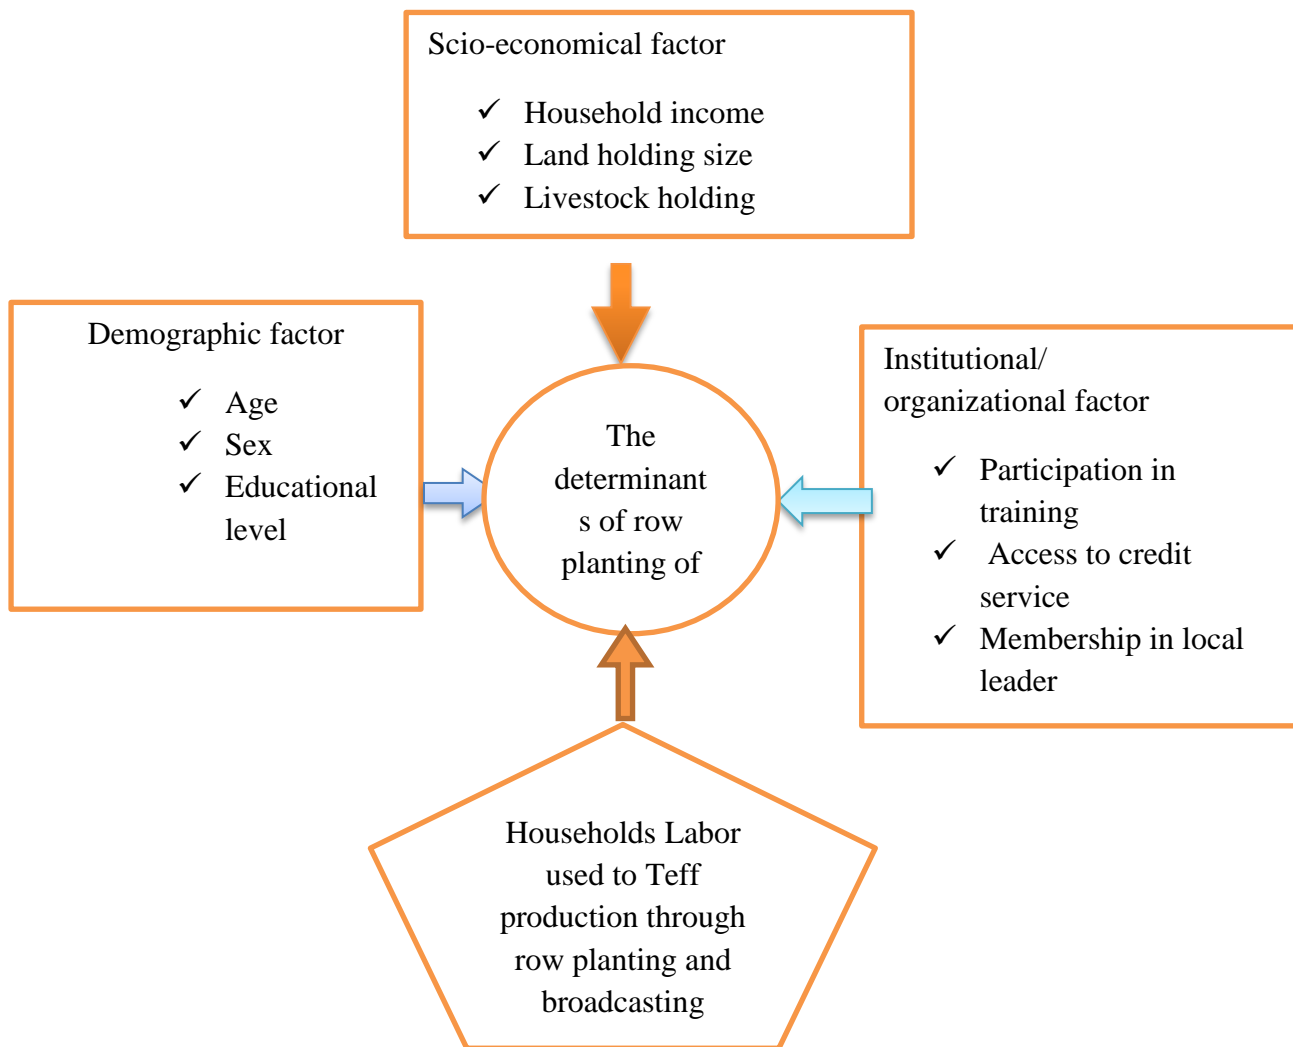 Scio-economical factor
✓ Household income
✓ Land holding size
✓ Livestock holding
Demographic factor
✓ Age
✓ Sex
✓ Educational
level
The
determinant
s of row
planting of
Institutional/
organizational factor
✓ Participation in
training
✓ Access to credit
service
✓ Membership in local
leader
Households Labor
used to Teff
production through
row planting and
broadcasting